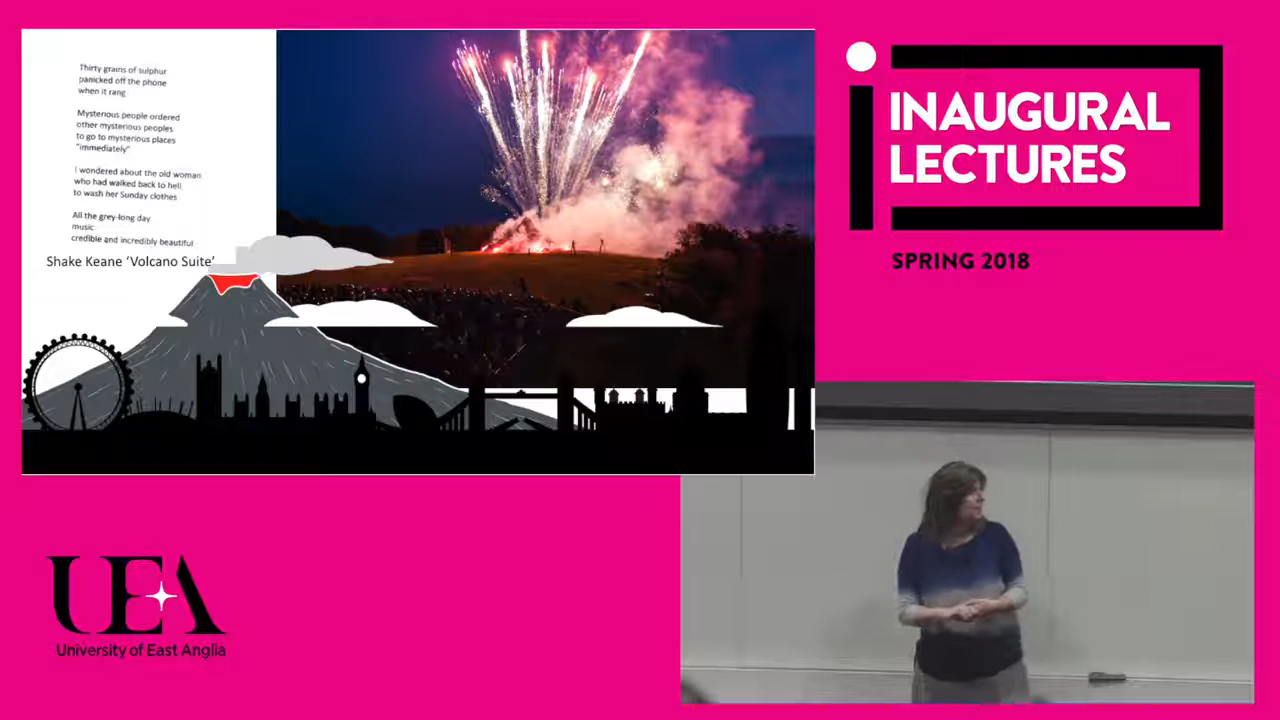 Thirty grains of sulphur
panicked off the phone
when it rang
Mysterious people ordered
other mysterious peoples
to go to mysterious places
"immediately"
I wondered about the old woman
who had walked back to hell
to wash her Sunday clothes
All the grey-long day
music
credible and incredibly beautiful
Shake Keane ‘Volcano Suite’
INAUGURAL
LECTURES
SPRING 2018
UEA
University of East Anglia